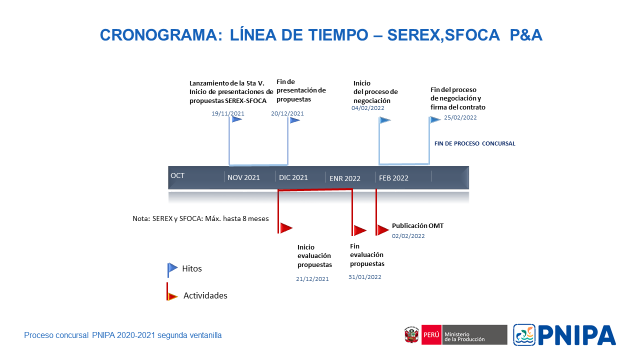 CRONOGRAMA: LÍNEA DE TIEMPO – SEREX,SFOCA P&A
Lanzamiento de la 5ta V.
Inicio de presentaciones de
propuestas SEREX-SFOCA
19/11/2021
Fin de
presentación de
propuestas
20/12/2021
Inicio
del proceso de
negociación
04/02/2022
Fin del proceso
de negociación y
firma del contrato
25/02/2022
FIN DE PROCESO CONCURSAL
OCT
NOV 2021
DIC 2021
ENR 2022
FEB 2022
Nota: SEREX y SFOCA: Máx. hasta 8 meses
Inicio
evaluación
propuestas
21/12/2021
Fin
evaluación
propuestas
31/01/2022
Publicación OMT
02/02/2022
Hitos
Actividades
Proceso concursal PNIPA 2020-2021 segunda ventanilla
PERÚ
Ministerio
de la Producción
PNIPA